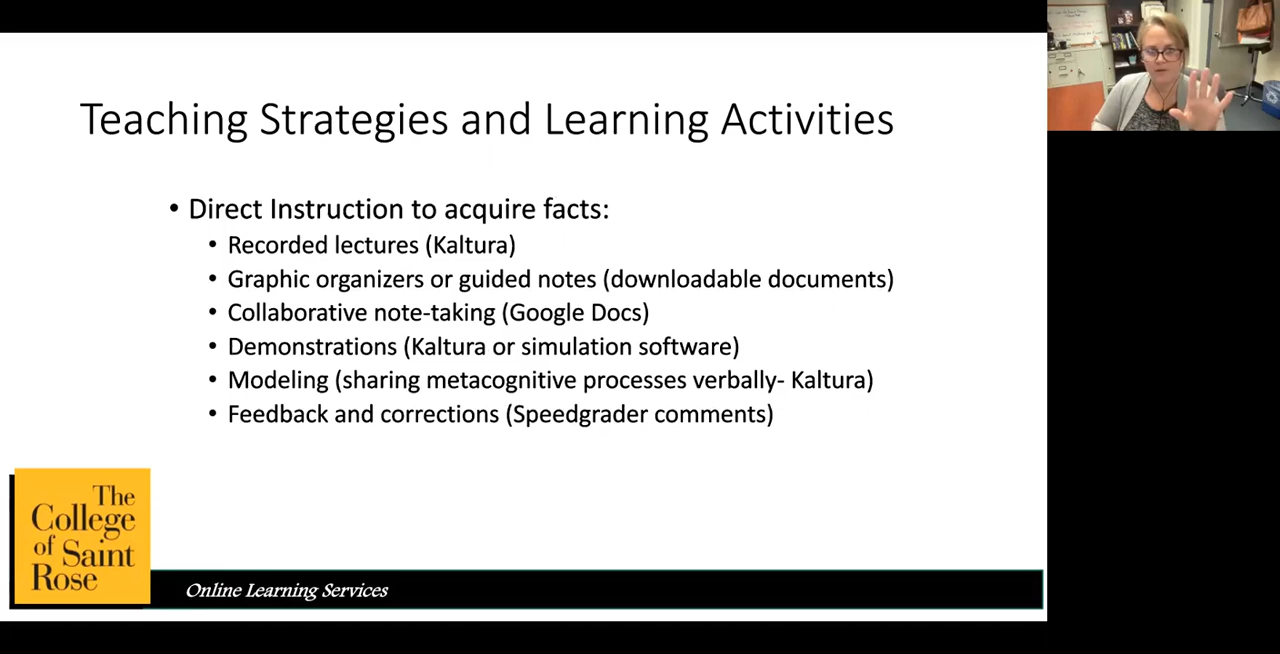 Teaching Strategies and Learning Activities
• Direct Instruction to acquire facts:
• Recorded lectures (Kaltura)
• Graphic organizers or guided notes (downloadable documents)
• Collaborative note-taking (Google Docs)
• Demonstrations (Kaltura or simulation software)
• Modeling (sharing metacognitive processes verbally- Kaltura)
• Feedback and corrections (Speedgrader comments)
The
College
of Saint
Rose
Online Learning Services